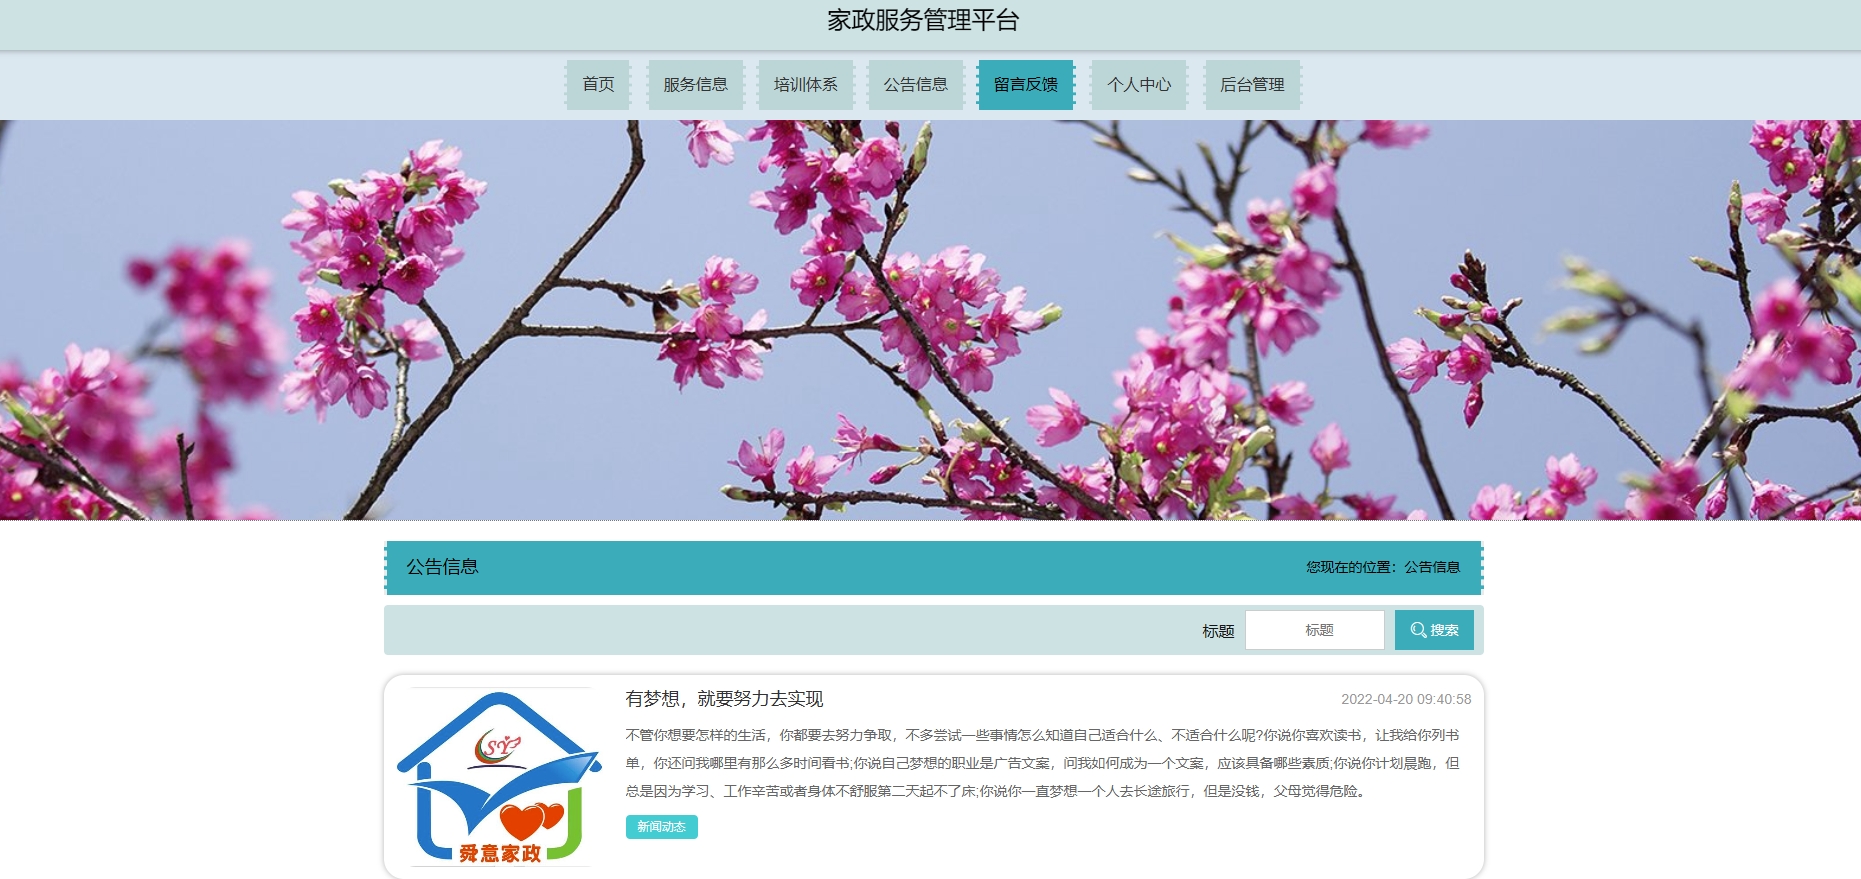 家政服务管理平台
首页 服务信息 培训体系 公告信息 留言反馈 个人中心 后台管理
公告信息 您现在的位置：公告信息
标题 标题 搜索
有梦想，就要努力去实现 2022-04-20 09:40:58
不管你想要怎样的生活，你都要去努力争取，不多尝试一些事情怎么知道自己适合什么、不适合什么呢?你说你喜欢读书，让我给你列书
单，你还问我哪里有那么多时间看书;你说自己梦想的职业是广告文案，问我如何成为一个文案，应该具备哪些素质;你说你计划晨跑，但
总是因为学习、工作辛苦或者身体不舒服第二天起不了床;你说你一直梦想一个人去长途旅行，但是没钱，父母觉得危险。
新闻动态
SY
舜意家政